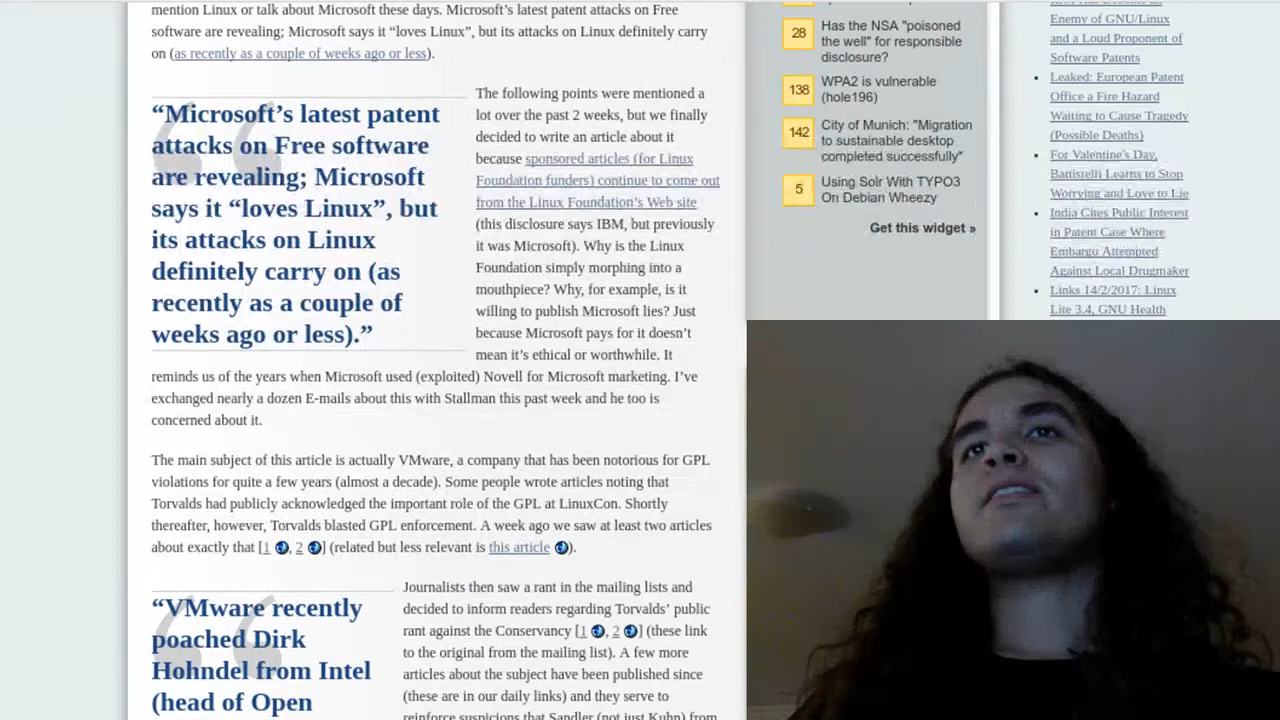 mention Linux or talk about Microsoft these days. Microsoft’s latest patent attacks on Free
software are revealing; Microsoft says it “loves Linux”, but its attacks on Linux definitely carry
on (as recently as a couple of weeks ago or less).
“Microsoft’s latest patent
attacks on Free software
are revealing; Microsoft
says it “loves Linux”, but
its attacks on Linux
definitely carry on (as
recently as a couple of
weeks ago or less).”
The following points were mentioned a
lot over the past 2 weeks, but we finally
decided to write an article about it
because sponsored articles (for Linux
Foundation funders) continue to come out
from the Linux Foundation’s Web site
(this disclosure says IBM, but previously
it was Microsoft). Why is the Linux
Foundation simply morphing into a
mouthpiece? Why, for example, is it
willing to publish Microsoft lies? Just
because Microsoft pays for it doesn’t
mean it’s ethical or worthwhile. It
reminds us of the years when Microsoft used (exploited) Novell for Microsoft marketing. I’ve
exchanged nearly a dozen E-mails about this with Stallman this past week and he too is
concerned about it.
The main subject of this article is actually VMware, a company that has been notorious for GPL
violations for quite a few years (almost a decade). Some people wrote articles noting that
Torvalds had publicly acknowledged the important role of the GPL at LinuxCon. Shortly
thereafter, however, Torvalds blasted GPL enforcement. A week ago we saw at least two articles
about exactly that [1, 2] (related but less relevant is this article).
“VMware recently
poached Dirk
Hohndel from Intel
(head of Open
Journalists then saw a rant in the mailing lists and
decided to inform readers regarding Torvalds’ public
rant against the Conservancy [1, 2] (these link
to the original from the mailing list). A few more
articles about the subject have been published since
(these are in our daily links) and they serve to
reinforce suspicions that Sandler (not just Kuhn) from
28 Has the NSA "poisoned
the well" for responsible
disclosure?
138 WPA2 is vulnerable
(hole196)
142 City of Munich: "Migration
to sustainable desktop
completed successfully"
5 Using Solr With TYPO3
On Debian Wheezy
Get this widget »
Enemy of GNU/Linux
and a Loud Proponent of
Software Patents
Leaked: European Patent
Office a Fire Hazard
Waiting to Cause Tragedy
(Possible Deaths)
For Valentine's Day,
Battistelli Learns to Stop
Worrying and Love to Lie
India Cites Public Interest
in Patent Case Where
Embargo Attempted
Against Local Drugmaker
Links 14/2/2017: Linux
Lite 3.4, GNU Health